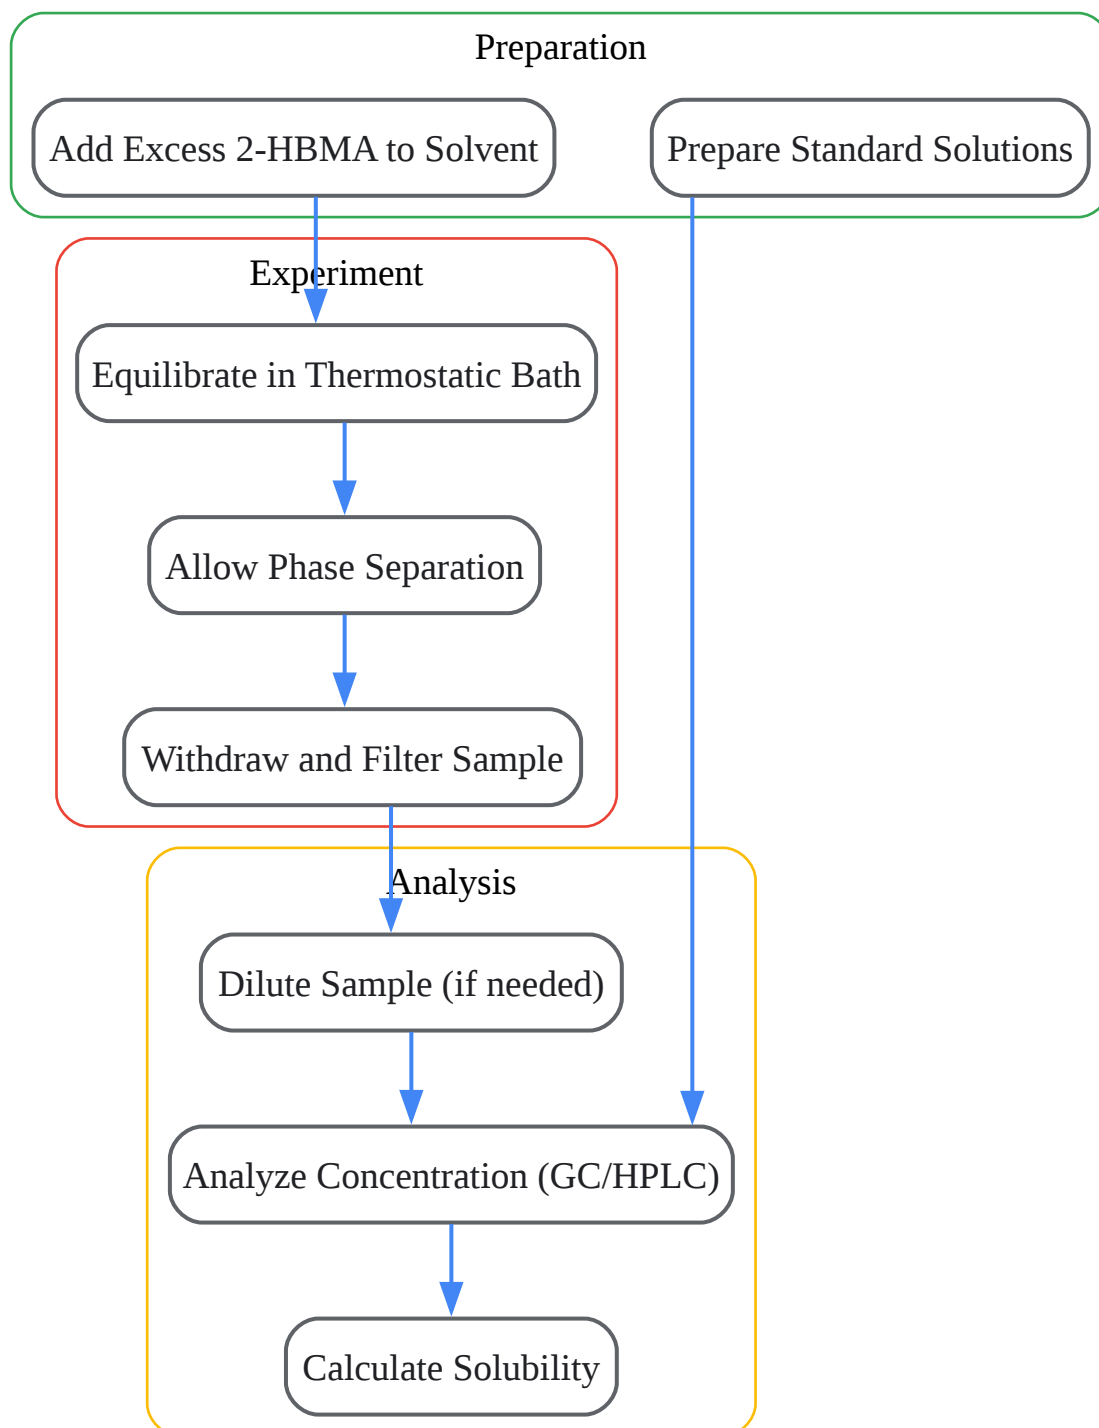 Preparation
Add Excess 2-HBMA to Solvent
Prepare Standard Solutions
Experiment
Equilibrate in Thermostatic Bath
Allow Phase Separation
Withdraw and Filter Sample
Analysis
Dilute Sample (if needed)
Analyze Concentration (GC/HPLC)
Calculate Solubility